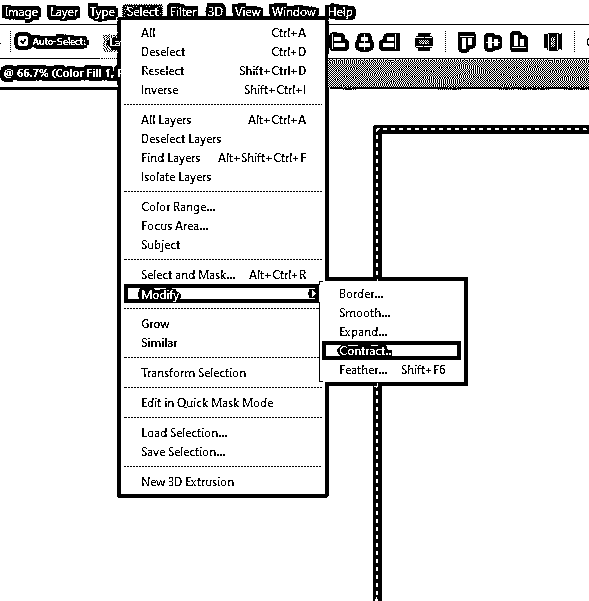 Image Layer Type Select Filter 3D View Window Help
Auto-Select:
@ 66.7% (Color Fill 1,
All Ctrl+A
Deselect Ctrl+D
Reselect Shift+Ctrl+D
Inverse Shift+Ctrl+I
All Layers Alt+Ctrl+A
Deselect Layers
Find Layers Alt+Shift+Ctrl+F
Isolate Layers
Color Range...
Focus Area...
Subject
Select and Mask... Alt+Ctrl+R
Modify
Border...
Smooth...
Expand...
Contract...
Feather... Shift+F6
Grow
Similar
Transform Selection
Edit in Quick Mask Mode
Load Selection...
Save Selection...
New 3D Extrusion